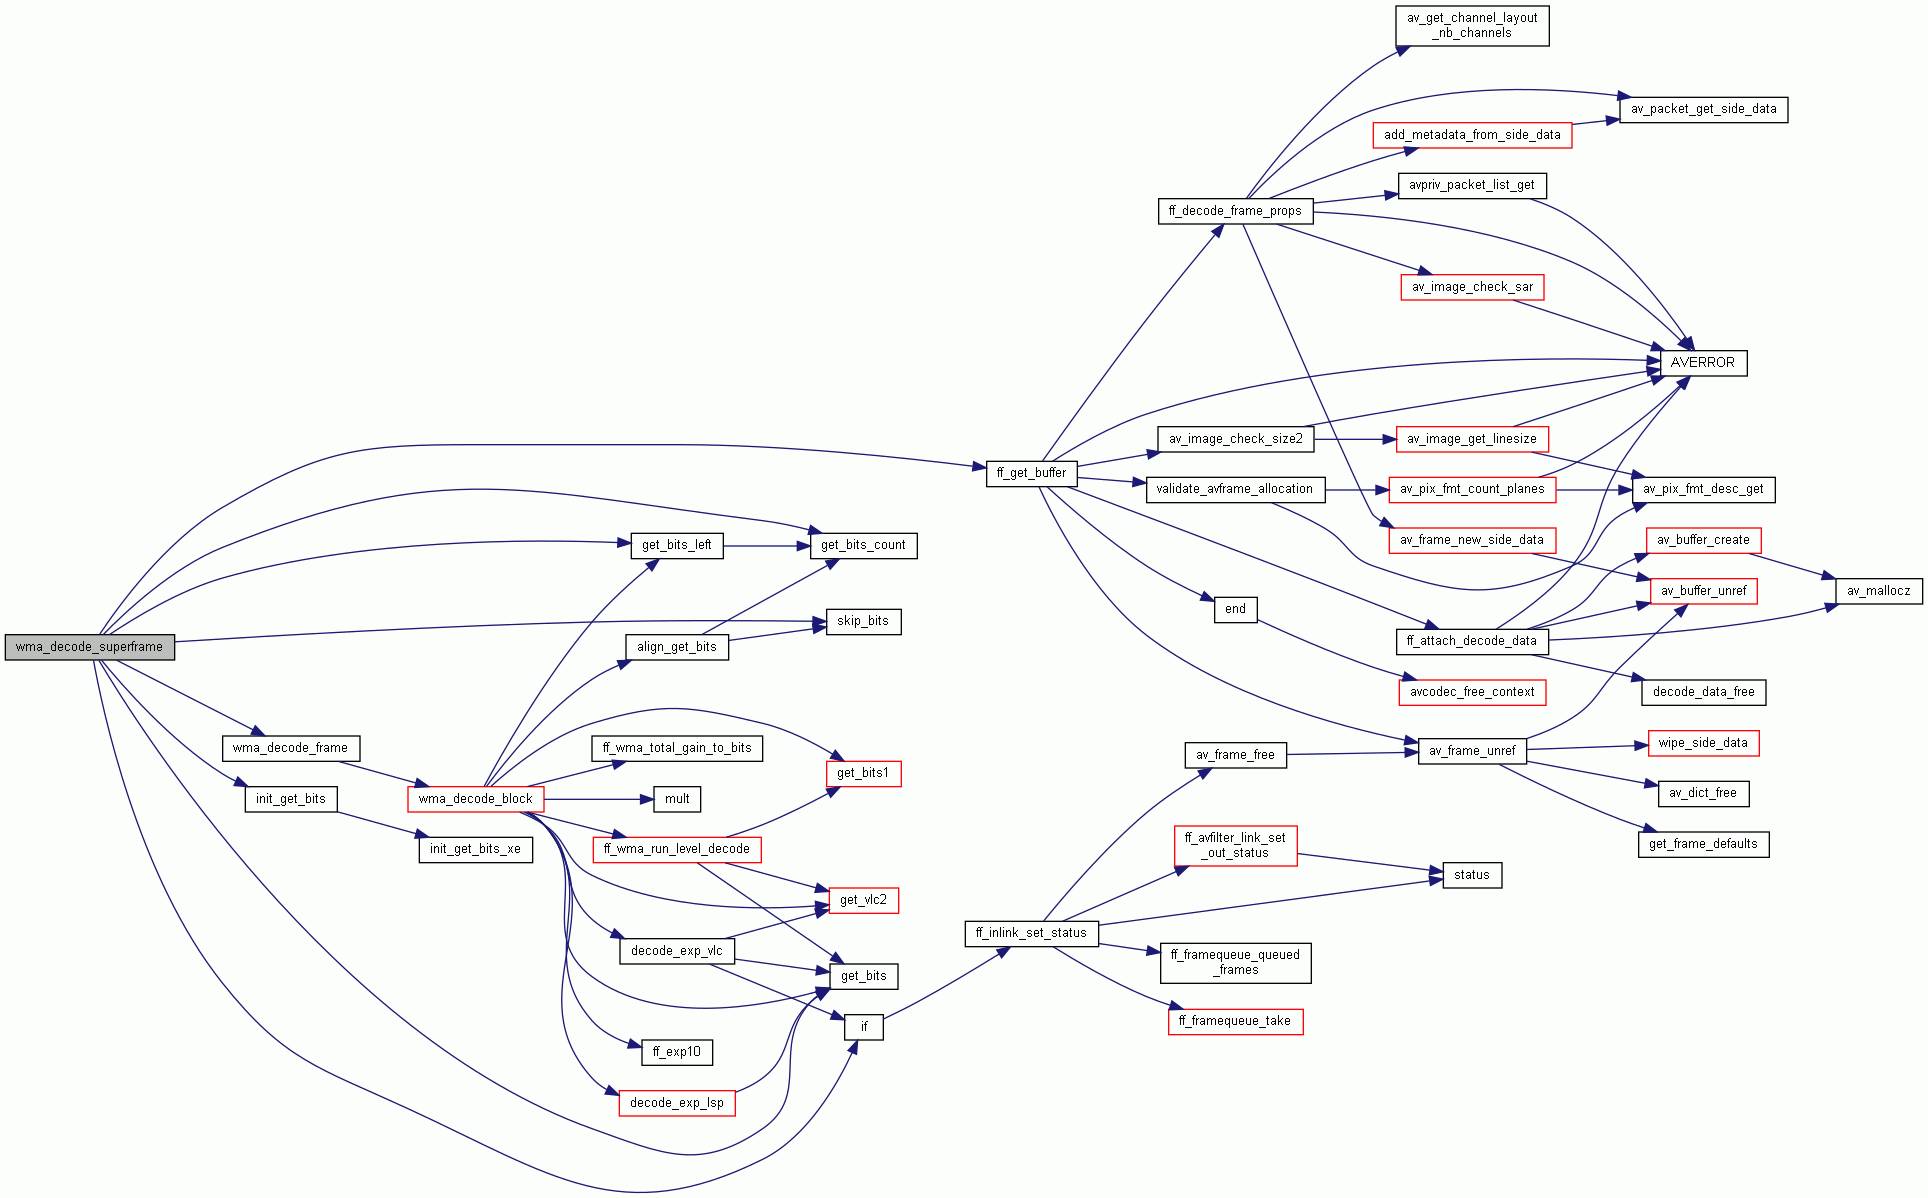 av_get_channel_layout
_nb_channels
av_packet_get_side_data
add_metadata_from_side_data
avpriv_packet_list_get
ff_decode_frame_props
av_image_check_sar
AVERROR
av_image_check_size2
av_image_get_linesize
ff_get_buffer
validate_avframe_allocation
av_pix_fmt_count_planes
av_pix_fmt_desc_get
get_bits_left
get_bits_count
av_frame_new_side_data
av_buffer_create
av_buffer_unref
av_mallocz
end
skip_bits
wma_decode_superframe
align_get_bits
ff_attach_decode_data
avcodec_free_context
decode_data_free
wma_decode_frame
ff_wma_total_gain_to_bits
av_frame_free
av_frame_unref
wipe_side_data
get_bits1
init_get_bits
wma_decode_block
mult
av_dict_free
init_get_bits_xe
ff_wma_run_level_decode
ff_avfilter_link_set
_out_status
get_frame_defaults
status
get_vlc2
ff_inlink_set_status
decode_exp_vlc
ff_framequeue_queued
_frames
get_bits
if
ff_framequeue_take
ff_exp10
decode_exp_lsp